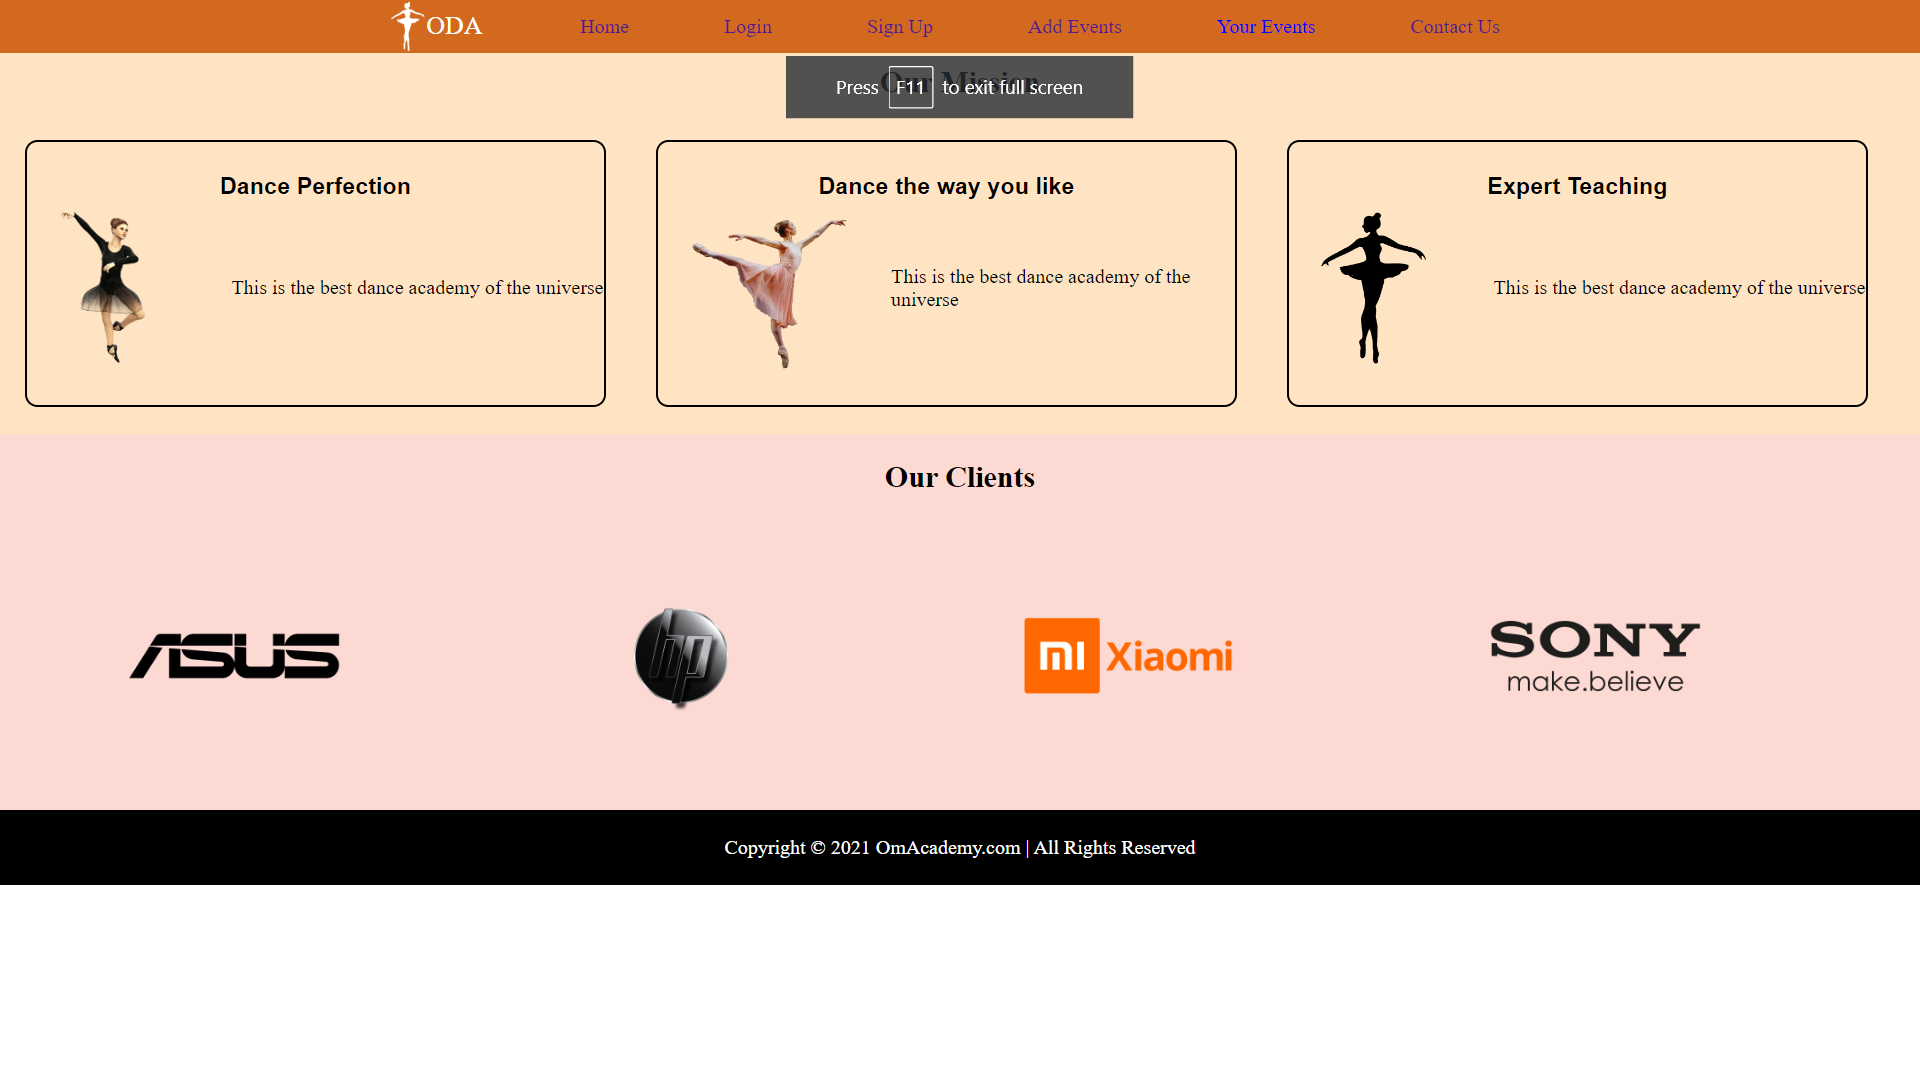 ODA Home Login Sign Up Add Events Your Events Contact Us
Our Mission
Press F11 to exit full screen
Dance Perfection
This is the best dance academy of the universe
Dance the way you like
This is the best dance academy of the
universe
Expert Teaching
This is the best dance academy of the universe
Our Clients
ASUS
hp
mi Xiaomi
SONY
make.believe
Copyright © 2021 OmAcademy.com | All Rights Reserved